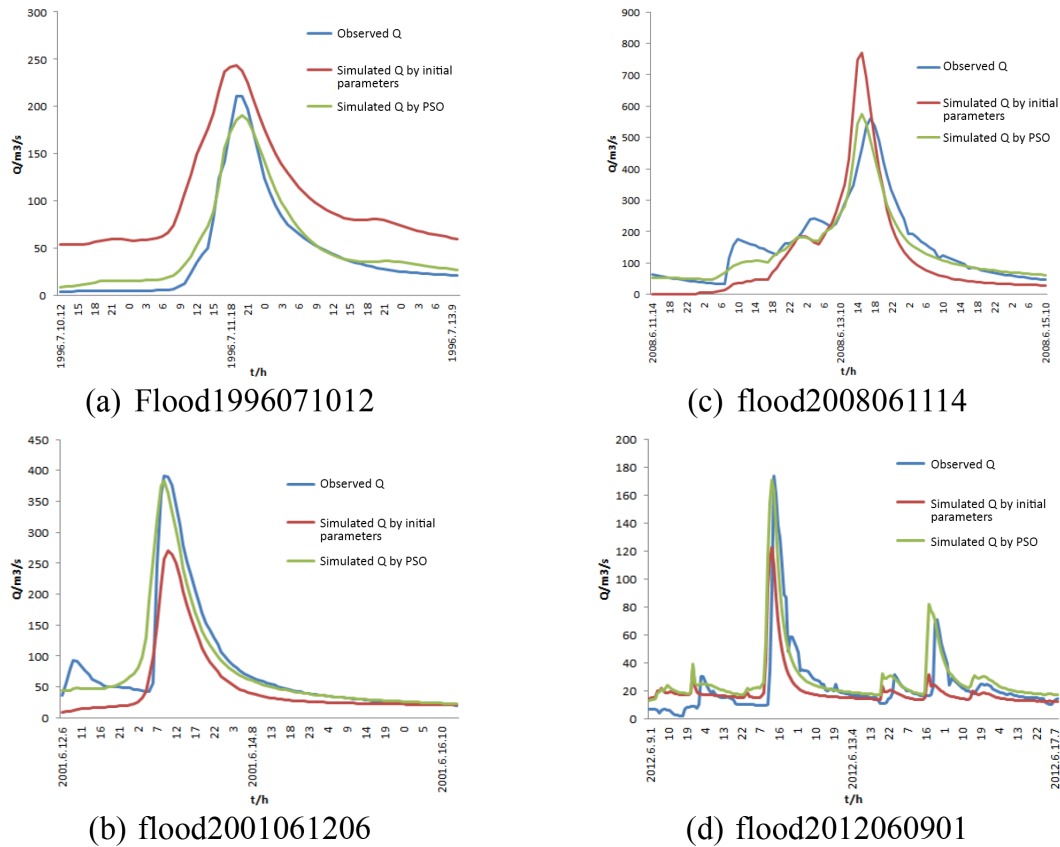 300
250
200
150
100
50
0
Q/m3/s
Observed Q
Simulated Q by initial
parameters
Simulated Q by PSO
1996.7.10.12 15 18 21 0 3 6 9 12 15 1996.7.11.18 21 0 3 6 9 12 15 18 21 0 3 6 1996.7.13.9
t/h
(a) Flood1996071012
900
800
700
600
500
400
300
200
100
0
Q/m3/s
Observed Q
Simulated Q by initial
parameters
Simulated Q by PSO
2008.6.11.14 18 22 2 6 10 14 18 22 2 6 2008.6.13.10 14 18 22 2 6 10 14 18 22 2 6 2008.6.15.10
t/h
(c) flood2008061114
450
400
350
300
250
200
150
100
50
0
Q/m3/s
Observed Q
Simulated Q by initial
parameters
Simulated Q by PSO
2001.6.12.6 11 16 21 2 7 12 17 22 3 2001.6.14.8 13 18 23 4 9 14 19 0 5 2001.6.16.10
t/h
(b) flood2001061206
200
180
160
140
120
100
80
60
40
20
0
Q/m3/s
Observed Q
Simulated Q by initial
parameters
Simulated Q by PSO
2012.6.9.1 10 19 4 13 22 7 16 1 10 19 2012.6.13.4 13 22 7 16 1 10 19 4 13 22 2012.6.17.7
t/h
(d) flood2012060901